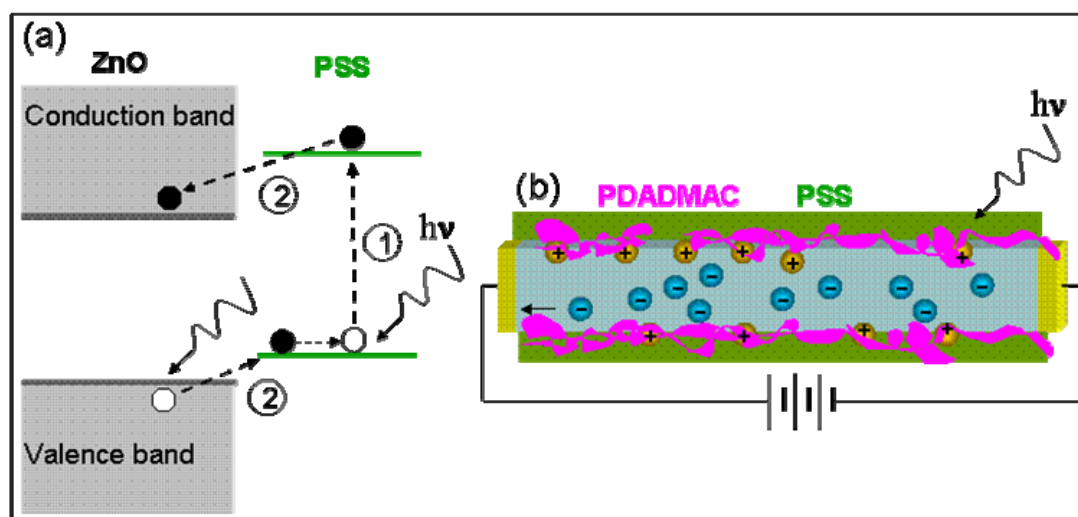 (a)
ZnO
PSS
Conduction band
②
①
hν
②
Valence band
hν
(b)
PDADMAC PSS
+ + + + + +
− − − − − − − − −
+ + + +